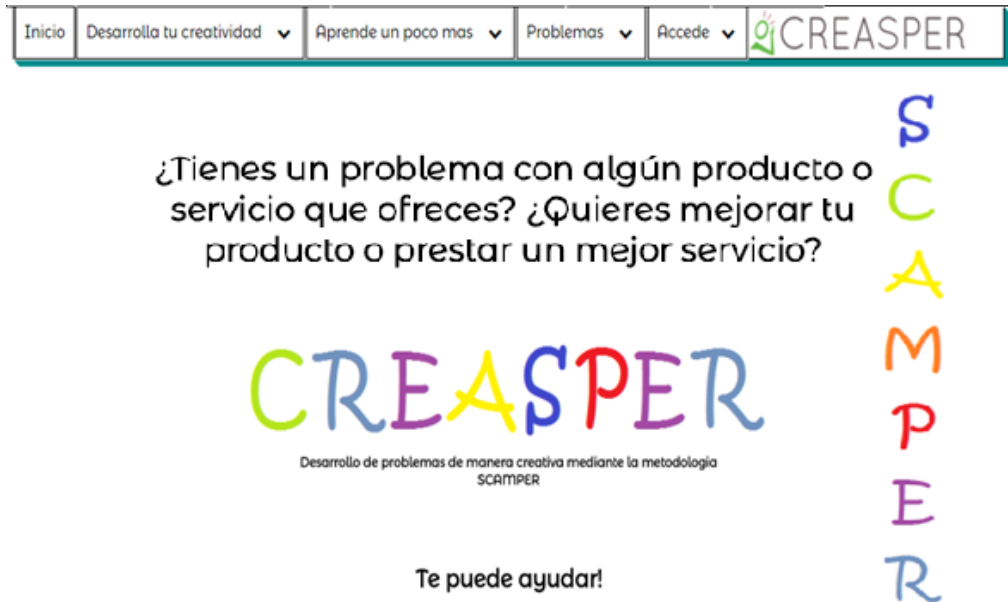 Inicio
Desarrolla tu creatividad
Aprende un poco mas
Problemas
Accede
CREASPER
¿Tienes un problema con algún producto o
servicio que ofreces? ¿Quieres mejorar tu
producto o prestar un mejor servicio?
CREASPER
Desarrollo de problemas de manera creativa mediante la metodologia
SCAMPER
Te puede ayudar!
S
C
A
M
P
E
R